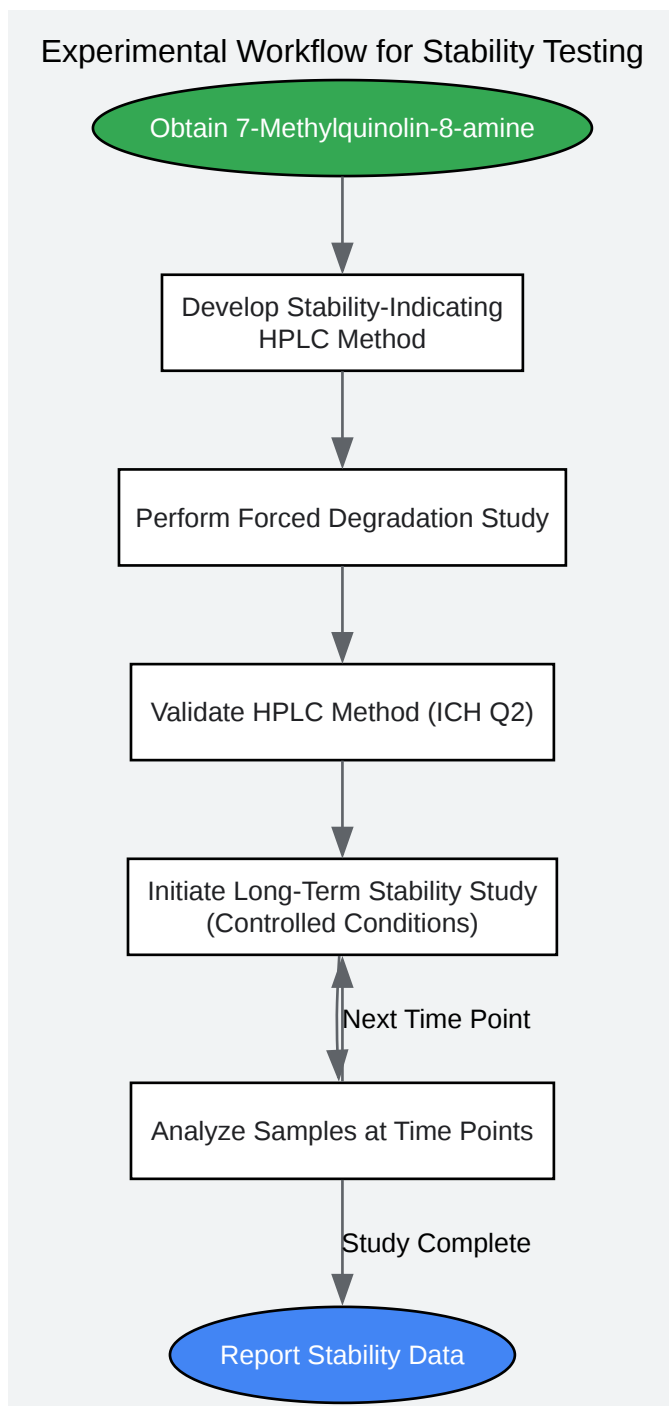 Experimental Workflow for Stability Testing
Obtain 7-Methylquinolin-8-amine
Develop Stability-Indicating
HPLC Method
Perform Forced Degradation Study
Validate HPLC Method (ICH Q2)
Initiate Long-Term Stability Study
(Controlled Conditions)
Next Time Point
Analyze Samples at Time Points
Study Complete
Report Stability Data